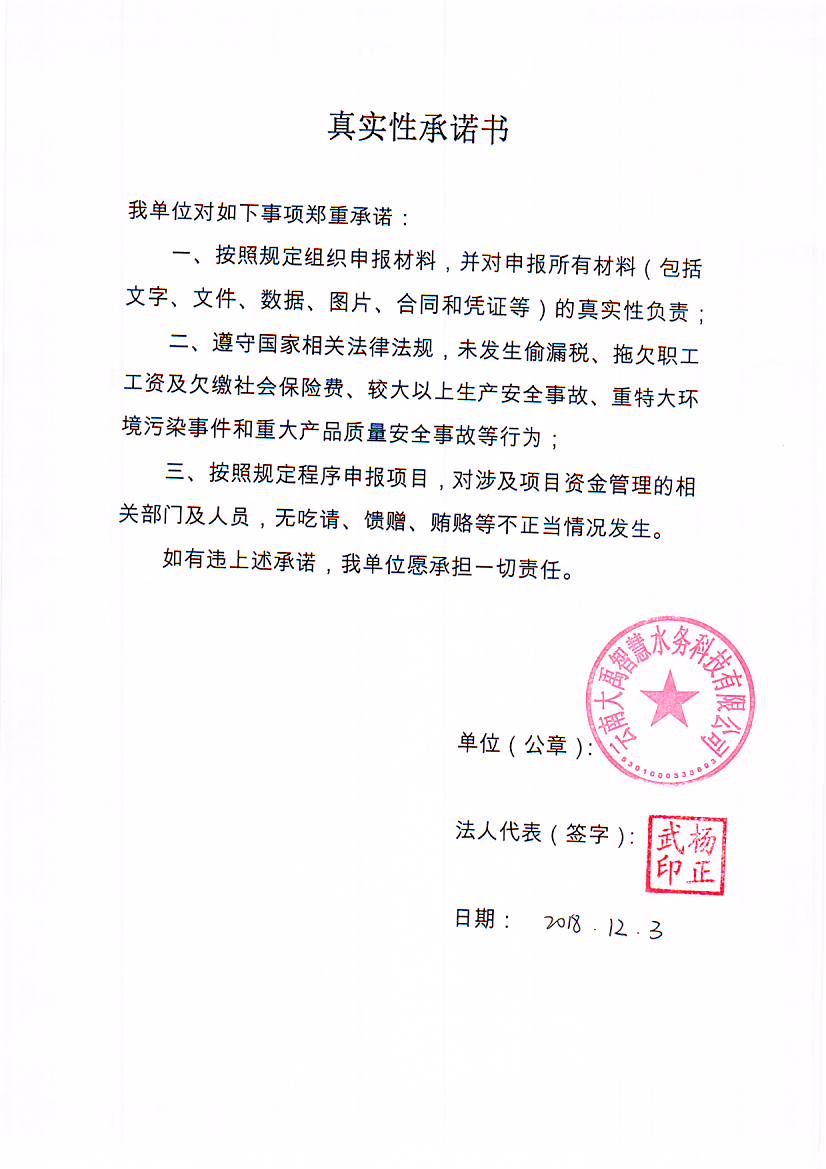 真实性承诺书
我单位对如下事项郑重承诺：
一、按照规定组织申报材料，并对申报所有材料（包括
文字、文件、数据、图片、合同和凭证等）的真实性负责；
二、遵守国家相关法律法规，未发生偷漏税、拖欠职工
工资及欠缴社会保险费、较大以上生产安全事故、重特大环
境污染事件和重大产品质量安全事故等行为；
三、按照规定程序申报项目，对涉及项目资金管理的相
关部门及人员，无吃请、馈赠、贿赂等不正当情况发生。
如有违上述承诺，我单位愿承担一切责任。
云南大禹智慧水务科技有限公司
单位（公章）：
5301000333693
法人代表（签字）：
杨正
武印
日期： 2018.12.3